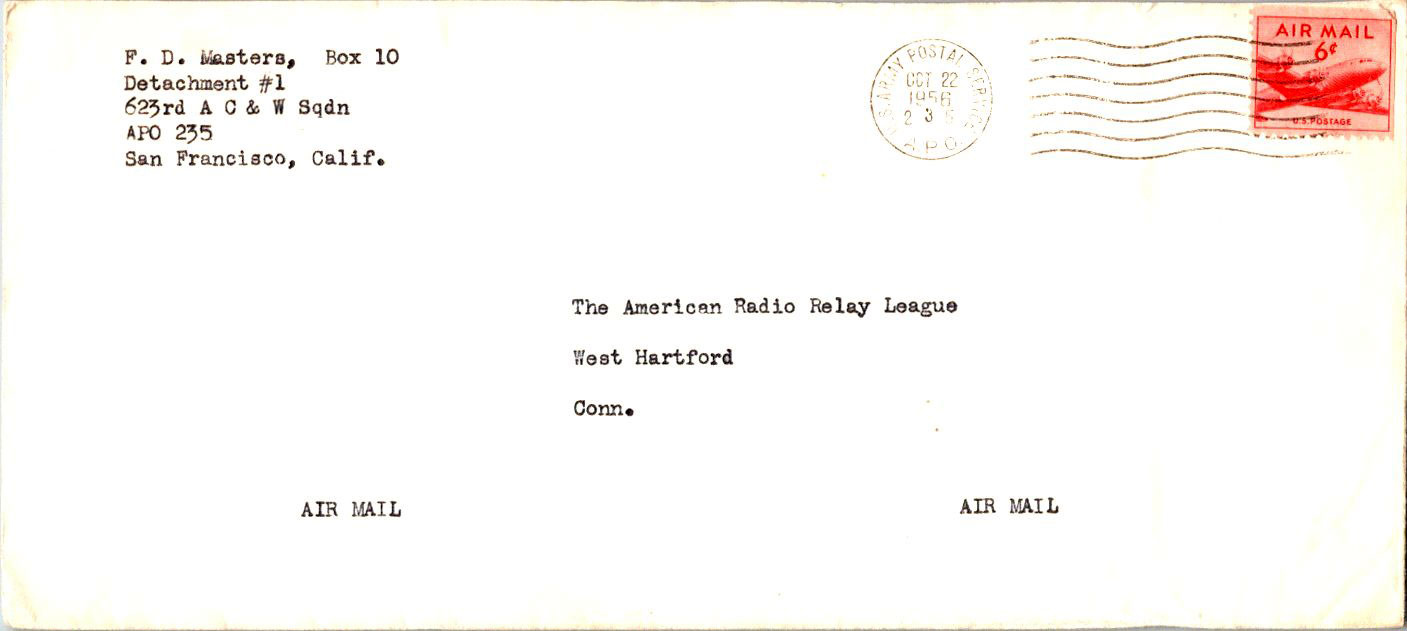 F. D. Masters, Box 10
Detachment #1
623rd A C & W Sqdn
APO 235
San Francisco, Calif.
U.S. ARMY POSTAL SERVICE
OCT 22
1956
A.P.O.
AIR MAIL
6¢
U.S. POSTAGE
The American Radio Relay League
West Hartford
Conn.
AIR MAIL
AIR MAIL